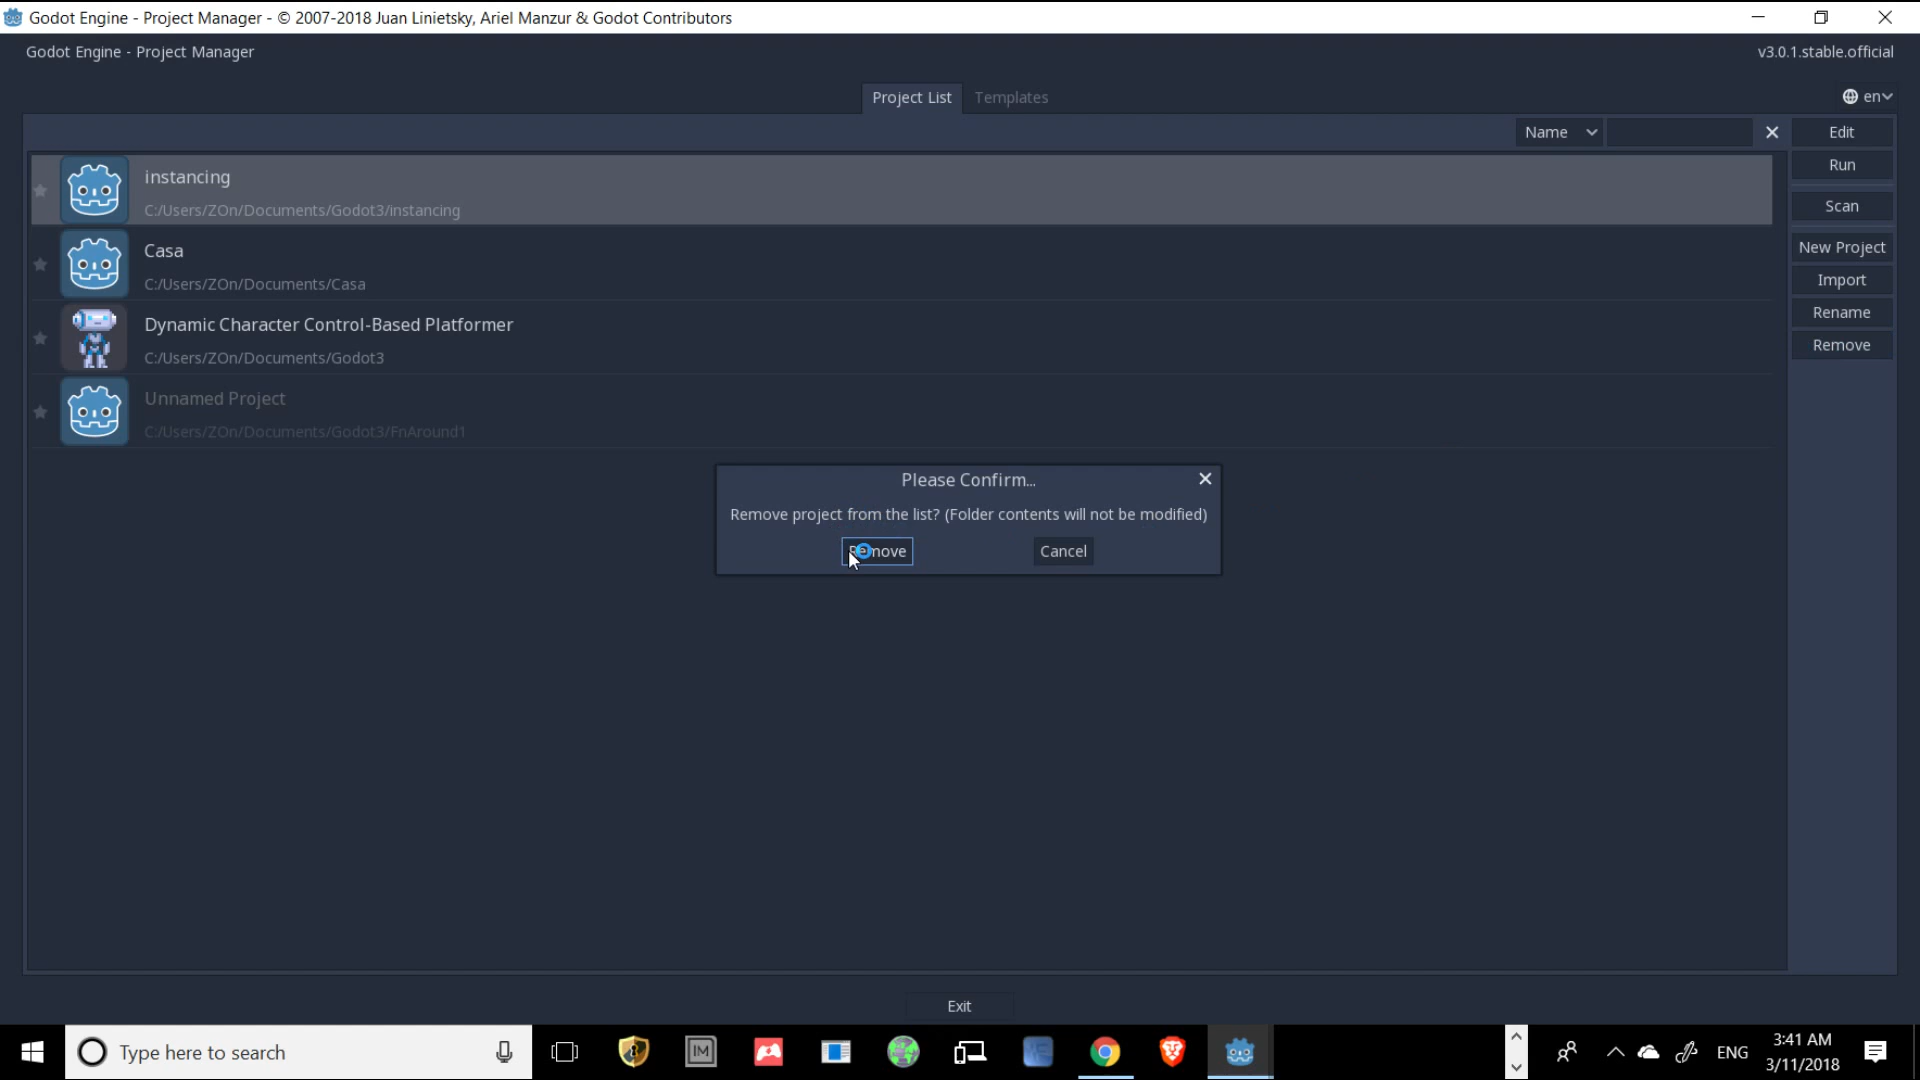 Godot Engine - Project Manager - © 2007-2018 Juan Linietsky, Ariel Manzur & Godot Contributors
Godot Engine - Project Manager
v3.0.1.stable.official
Project List
Templates
en
Name
Edit
instancing
C:/Users/ZOn/Documents/Godot3/instancing
Run
Scan
Casa
C:/Users/ZOn/Documents/Casa
New Project
Import
Dynamic Character Control-Based Platformer
C:/Users/ZOn/Documents/Godot3
Rename
Remove
Unnamed Project
C:/Users/ZOn/Documents/Godot3/FnAround1
Please Confirm...
Remove project from the list? (Folder contents will not be modified)
Remove
Cancel
Exit
Type here to search
IM
ENG
3:41 AM
3/11/2018